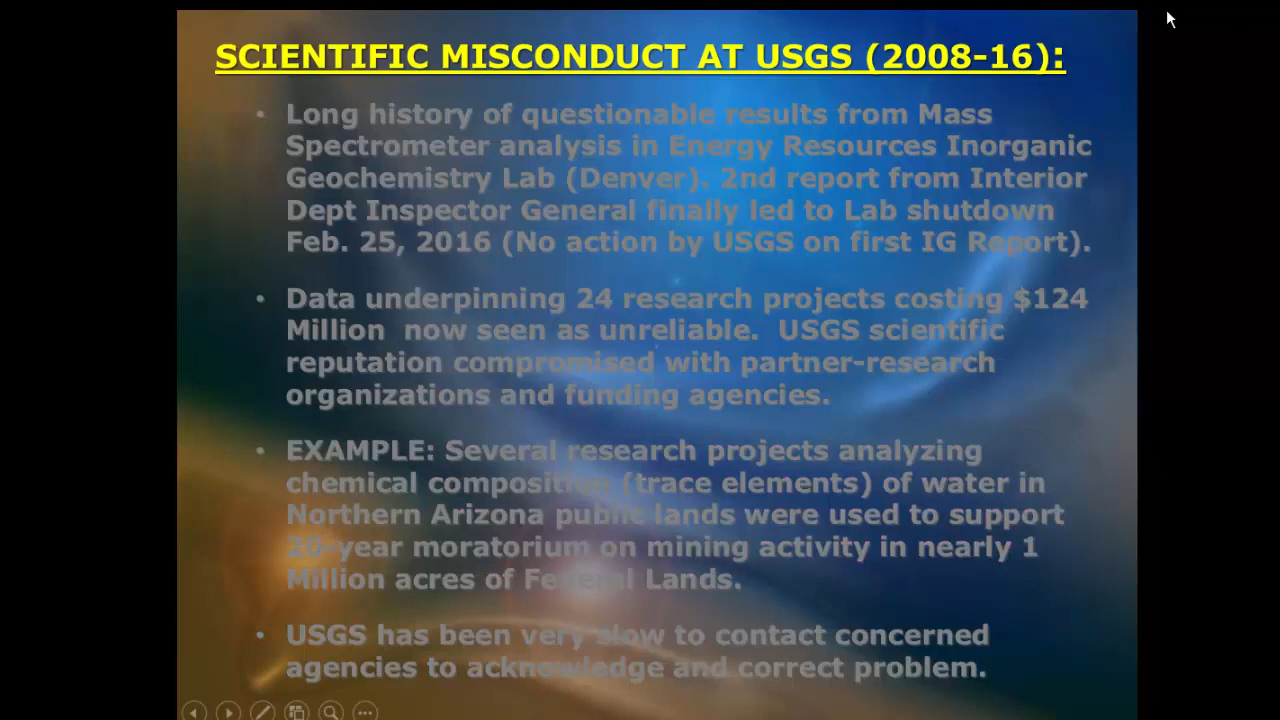 SCIENTIFIC MISCONDUCT AT USGS (2008-16):
• Long history of questionable results from Mass
Spectrometer analysis in Energy Resources Inorganic
Geochemistry Lab (Denver). 2nd report from Interior
Dept Inspector General finally led to Lab shutdown
Feb. 25, 2016 (No action by USGS on first IG Report).
• Data underpinning 24 research projects costing $124
Million  now seen as unreliable.  USGS scientific
reputation compromised with partner-research
organizations and funding agencies.
• EXAMPLE: Several research projects analyzing
chemical composition (trace elements) of water in
Northern Arizona public lands were used to support
20-year moratorium on mining activity in nearly 1
Million acres of Federal Lands.
• USGS has been very slow to contact concerned
agencies to acknowledge and correct problem.